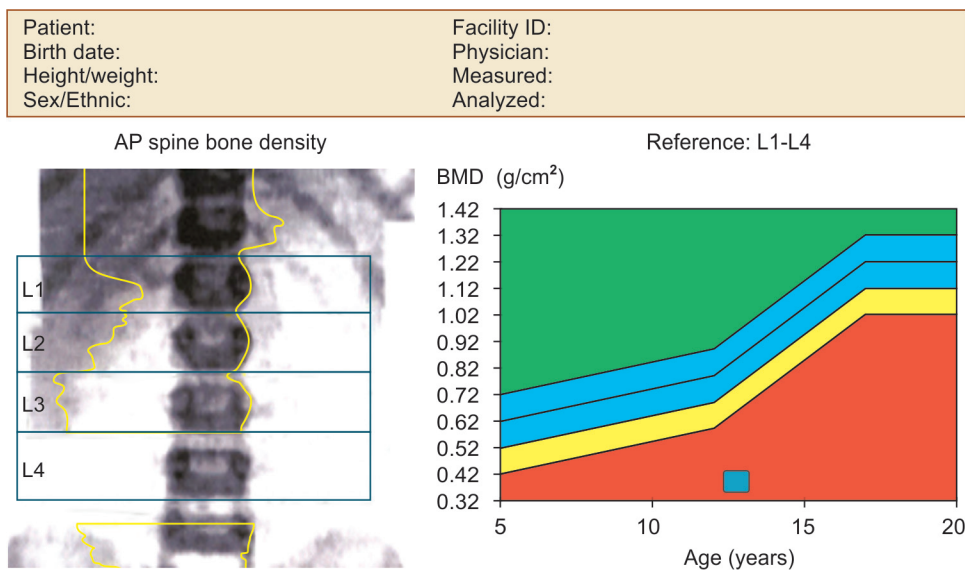 Patient:
Birth date:
Height/weight:
Sex/Ethnic:
Facility ID:
Physician:
Measured:
Analyzed:
AP spine bone density
L1
L2
L3
L4
Reference: L1-L4
BMD (g/cm²)
1.42
1.32
1.22
1.12
1.02
0.92
0.82
0.72
0.62
0.52
0.42
0.32
5 10 15 20
Age (years)